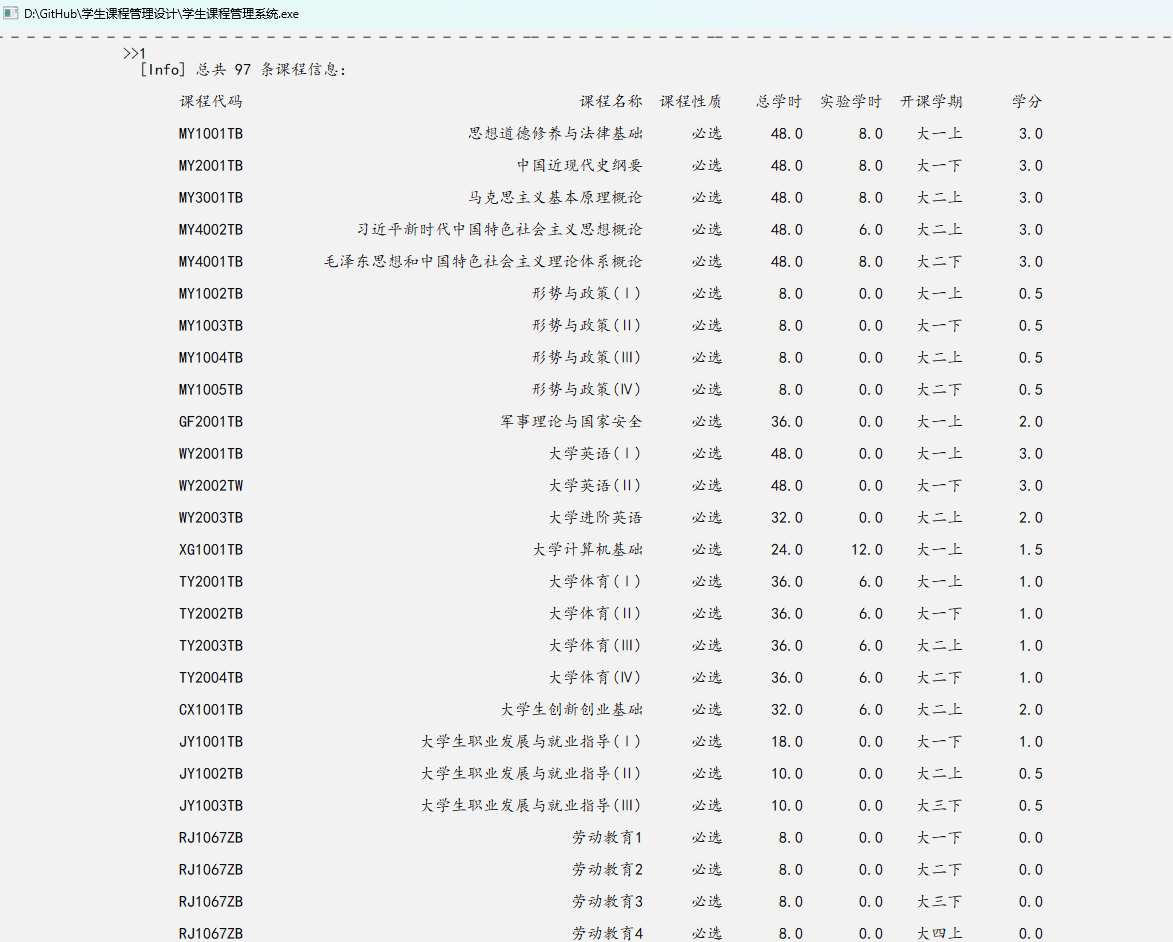 D:\GitHub\学生课程管理设计\学生课程管理系统.exe
>>1
[Info] 总共 97 条课程信息:
课程代码 课程名称 课程性质 总学时 实验学时 开课学期 学分
MY1001TB 思想道德修养与法律基础 必选 48.0 8.0 大一上 3.0
MY2001TB 中国近现代史纲要 必选 48.0 8.0 大一下 3.0
MY3001TB 马克思主义基本原理概论 必选 48.0 8.0 大二上 3.0
MY4002TB 习近平新时代中国特色社会主义思想概论 必选 48.0 6.0 大二上 3.0
MY4001TB 毛泽东思想和中国特色社会主义理论体系概论 必选 48.0 8.0 大二下 3.0
MY1002TB 形势与政策(Ⅰ) 必选 8.0 0.0 大一上 0.5
MY1003TB 形势与政策(Ⅱ) 必选 8.0 0.0 大一下 0.5
MY1004TB 形势与政策(Ⅲ) 必选 8.0 0.0 大二上 0.5
MY1005TB 形势与政策(Ⅳ) 必选 8.0 0.0 大二下 0.5
GF2001TB 军事理论与国家安全 必选 36.0 0.0 大一上 2.0
WY2001TB 大学英语(Ⅰ) 必选 48.0 0.0 大一上 3.0
WY2002TW 大学英语(Ⅱ) 必选 48.0 0.0 大一下 3.0
WY2003TB 大学进阶英语 必选 32.0 0.0 大二上 2.0
XG1001TB 大学计算机基础 必选 24.0 12.0 大一上 1.5
TY2001TB 大学体育(Ⅰ) 必选 36.0 6.0 大一上 1.0
TY2002TB 大学体育(Ⅱ) 必选 36.0 6.0 大一下 1.0
TY2003TB 大学体育(Ⅲ) 必选 36.0 6.0 大二上 1.0
TY2004TB 大学体育(Ⅳ) 必选 36.0 6.0 大二下 1.0
CX1001TB 大学生创新创业基础 必选 32.0 6.0 大二上 2.0
JY1001TB 大学生职业发展与就业指导(Ⅰ) 必选 18.0 0.0 大一下 1.0
JY1002TB 大学生职业发展与就业指导(Ⅱ) 必选 10.0 0.0 大二上 0.5
JY1003TB 大学生职业发展与就业指导(Ⅲ) 必选 10.0 0.0 大三下 0.5
RJ1067ZB 劳动教育1 必选 8.0 0.0 大一下 0.0
RJ1067ZB 劳动教育2 必选 8.0 0.0 大二下 0.0
RJ1067ZB 劳动教育3 必选 8.0 0.0 大三下 0.0
RJ1067ZB 劳动教育4 必选 8.0 0.0 大四上 0.0